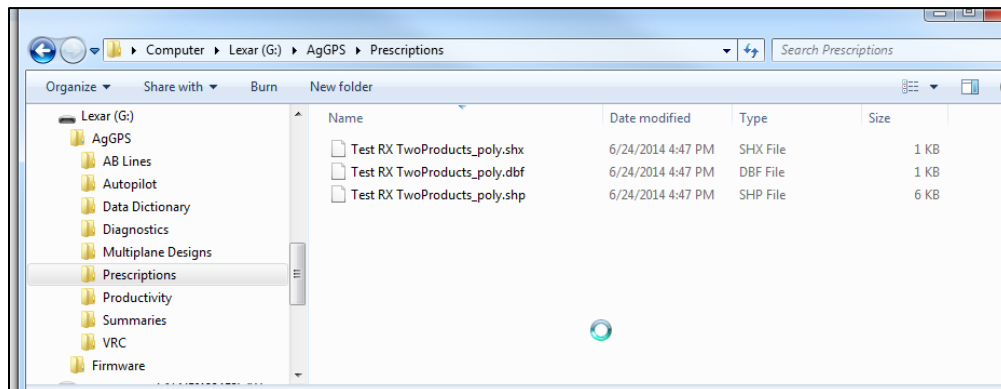 Computer Lexar (G:) AgGPS Prescriptions Search Prescriptions
Organize Share with Burn New folder
Lexar (G:)
AgGPS
AB Lines
Autopilot
Data Dictionary
Diagnostics
Multiplane Designs
Prescriptions
Productivity
Summaries
VRC
Firmware
Name Date modified Type Size
Test RX TwoProducts_poly.shx 6/24/2014 4:47 PM SHX File 1 KB
Test RX TwoProducts_poly.dbf 6/24/2014 4:47 PM DBF File 1 KB
Test RX TwoProducts_poly.shp 6/24/2014 4:47 PM SHP File 6 KB